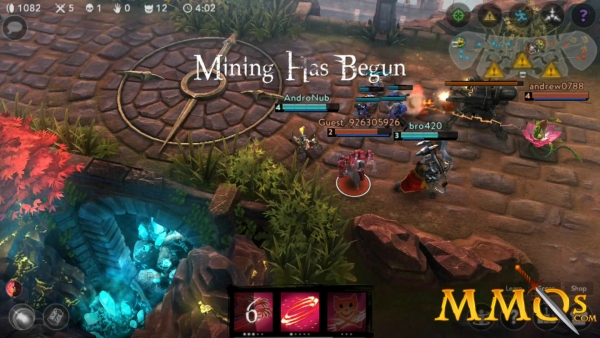 1082 5 1 0 12 4:02
?
Mining Has Begun
andrew0788
4
AndroNub
4
Guest_926305926
2
bro420
3
Shop
6
MMOs
.COM